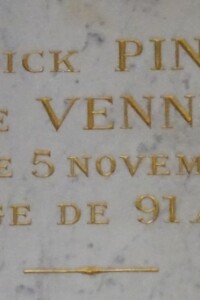 ICK PIN
E VENN
E 5 NOVEM
GE DE 91 A